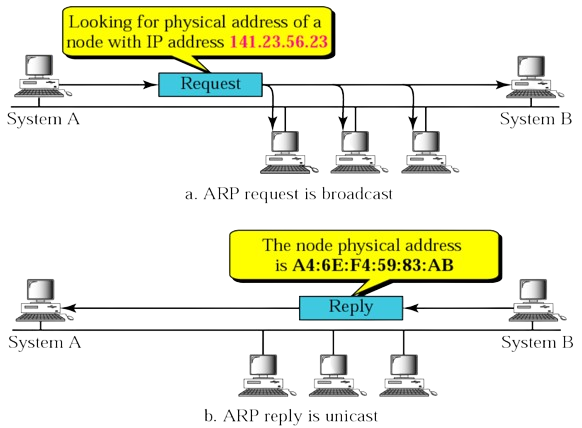 Looking for physical address of a
node with IP address 141.23.56.23
Request
System A
System B
a. ARP request is broadcast
The node physical address
is A4:6E:F4:59:83:AB
Reply
System A
System B
b. ARP reply is unicast